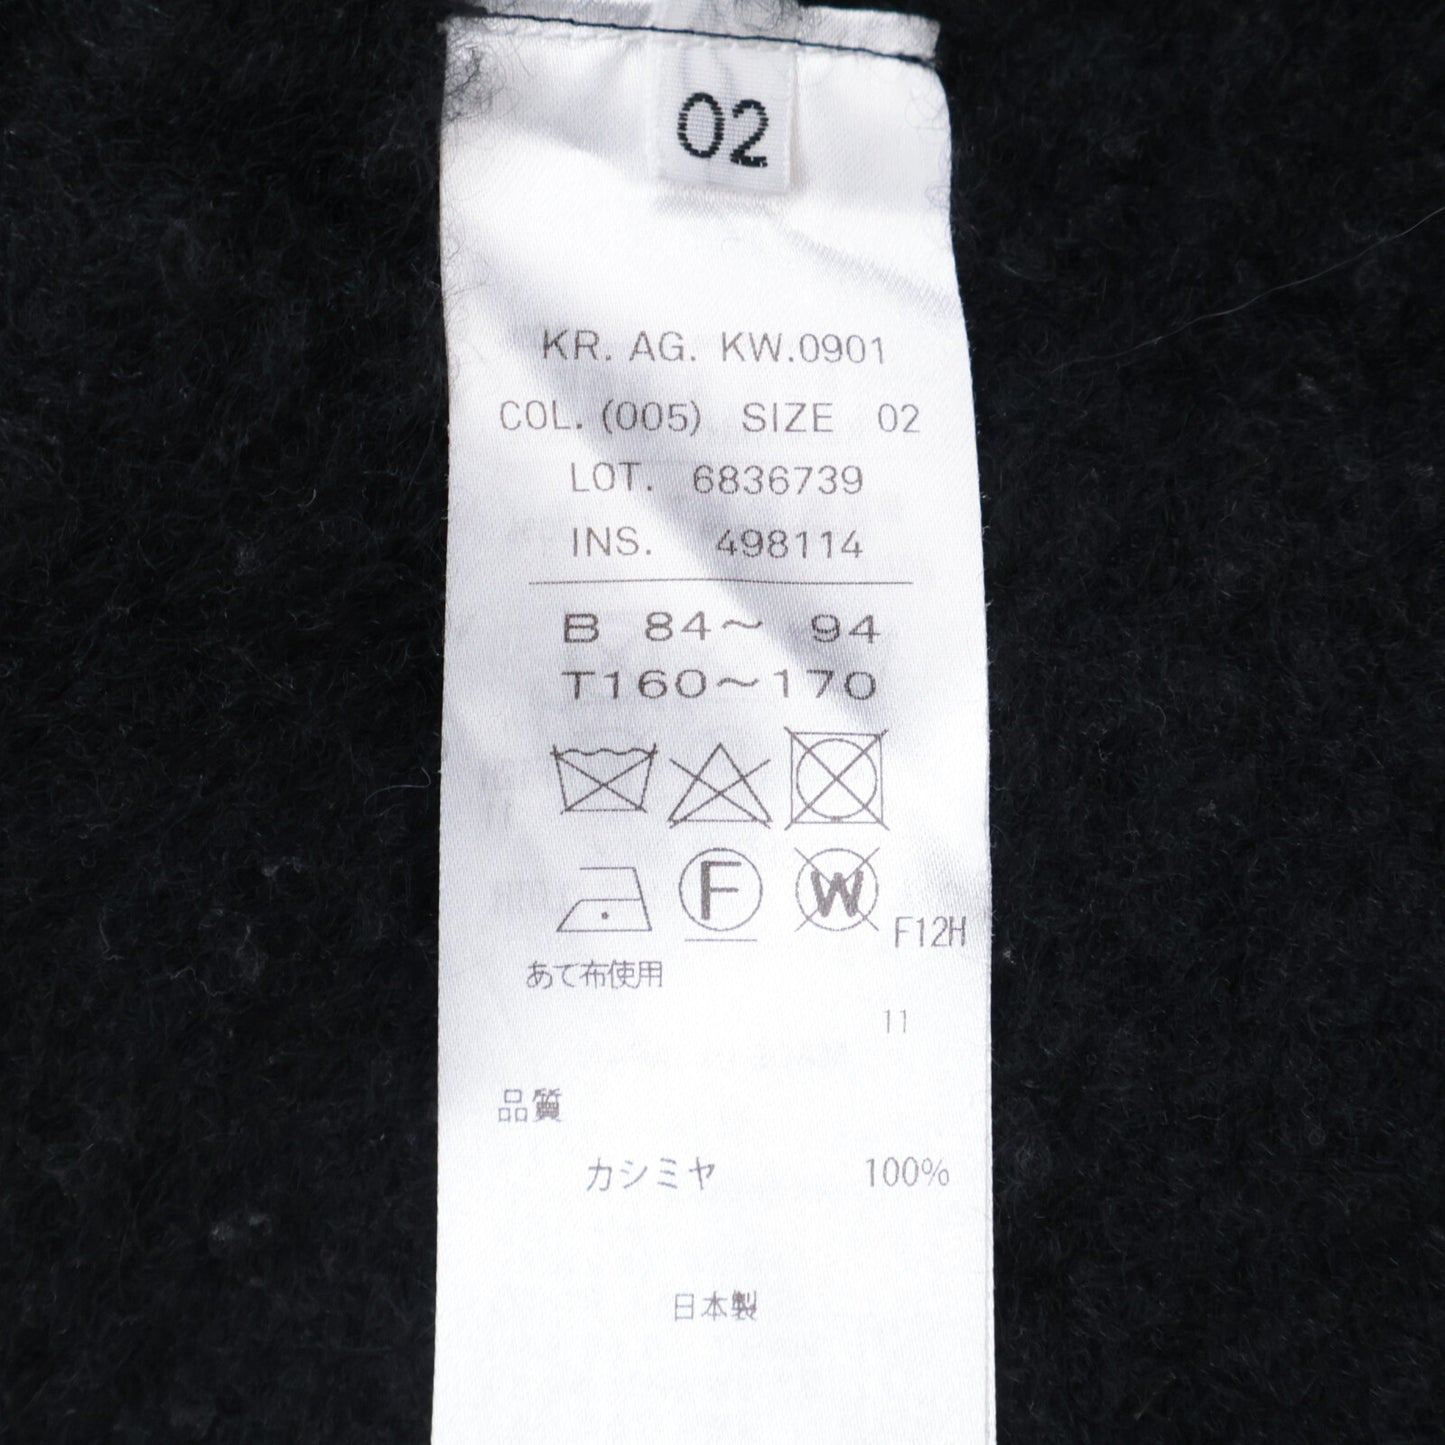 02
KR. AG. KW.0901
COL. (005) SIZE 02
LOT. 6836739
INS. 498114
B 84～ 94
T160～170
F W F12H
あて布使用
11
品質
カシミヤ 100%
日本製